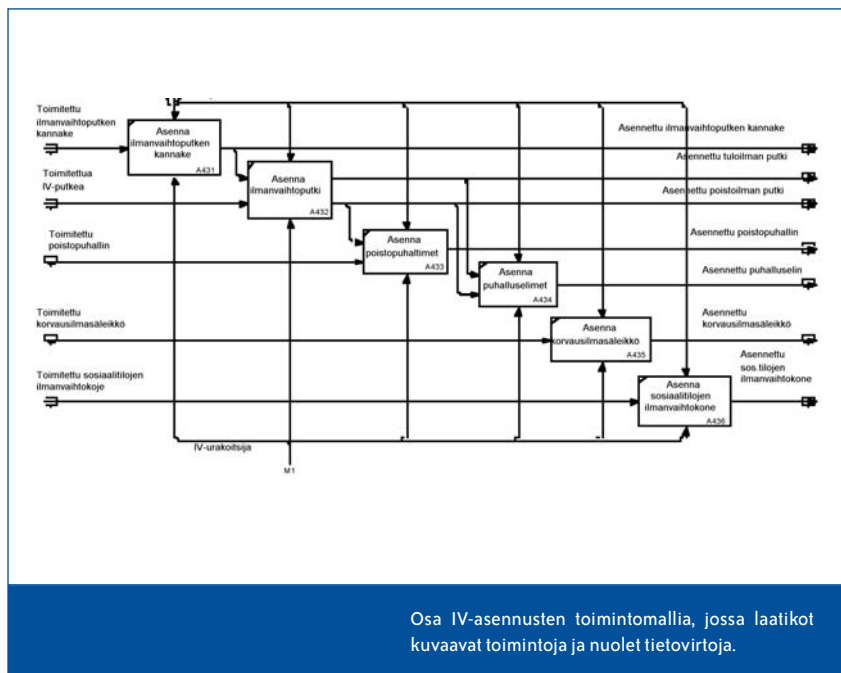 Toimitettu
ilmanvaihtoputken
kannake
Asenna
ilmanvaihtoputken
kannake
A431
Asennettu ilmanvaihtoputken kannake
Asennettu tuloilman putki
Toimitettua
IV-putkea
Asenna
ilmanvaihtoputki
A432
Asennettu poistoilman putki
Toimitettu
poistopuhallin
Asenna
poistopuhaltimet
A433
Asennettu poistopuhallin
Asenna
puhalluselimet
A434
Asennettu puhalluselin
Toimitettu
korvausilmasäleikkö
Asenna
korvausilmasäleikkö
A435
Asennettu
korvausilmasäleikkö
Toimitettu sosiaalitilojen
ilmanvaihtokoje
Asenna
sosiaalitilojen
ilmanvaihtokone
A436
Asennettu
sos.tilojen
ilmanvaihtokone
IV-urakoitsija
M1
Osa IV-asennusten toimintomallia, jossa laatikot
kuvaavat toimintoja ja nuolet tietovirtoja.